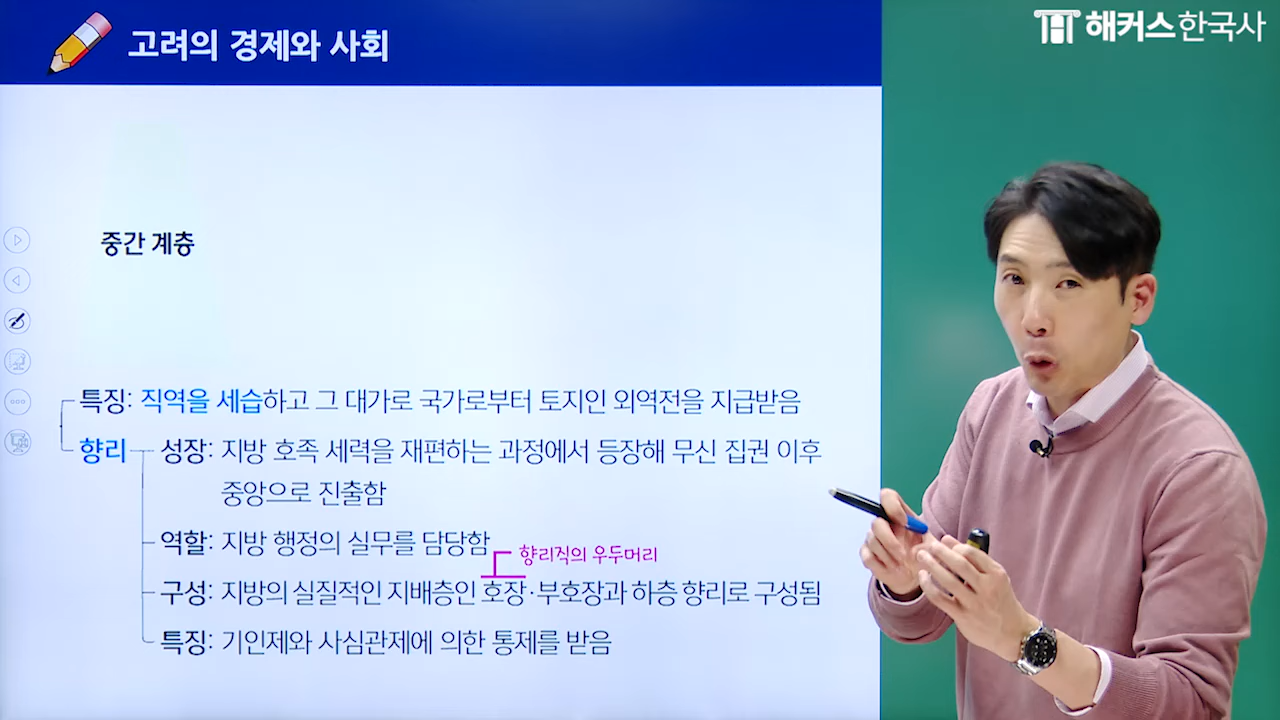 고려의 경제와 사회
해커스한국사
중간 계층
특징: 직역을 세습하고 그 대가로 국가로부터 토지인 외역전을 지급받음
향리
성장: 지방 호족 세력을 재편하는 과정에서 등장해 무신 집권 이후
중앙으로 진출함
역할: 지방 행정의 실무를 담당함
향리직의 우두머리
구성: 지방의 실질적인 지배층인 호장·부호장과 하층 향리로 구성됨
특징: 기인제와 사심관제에 의한 통제를 받음